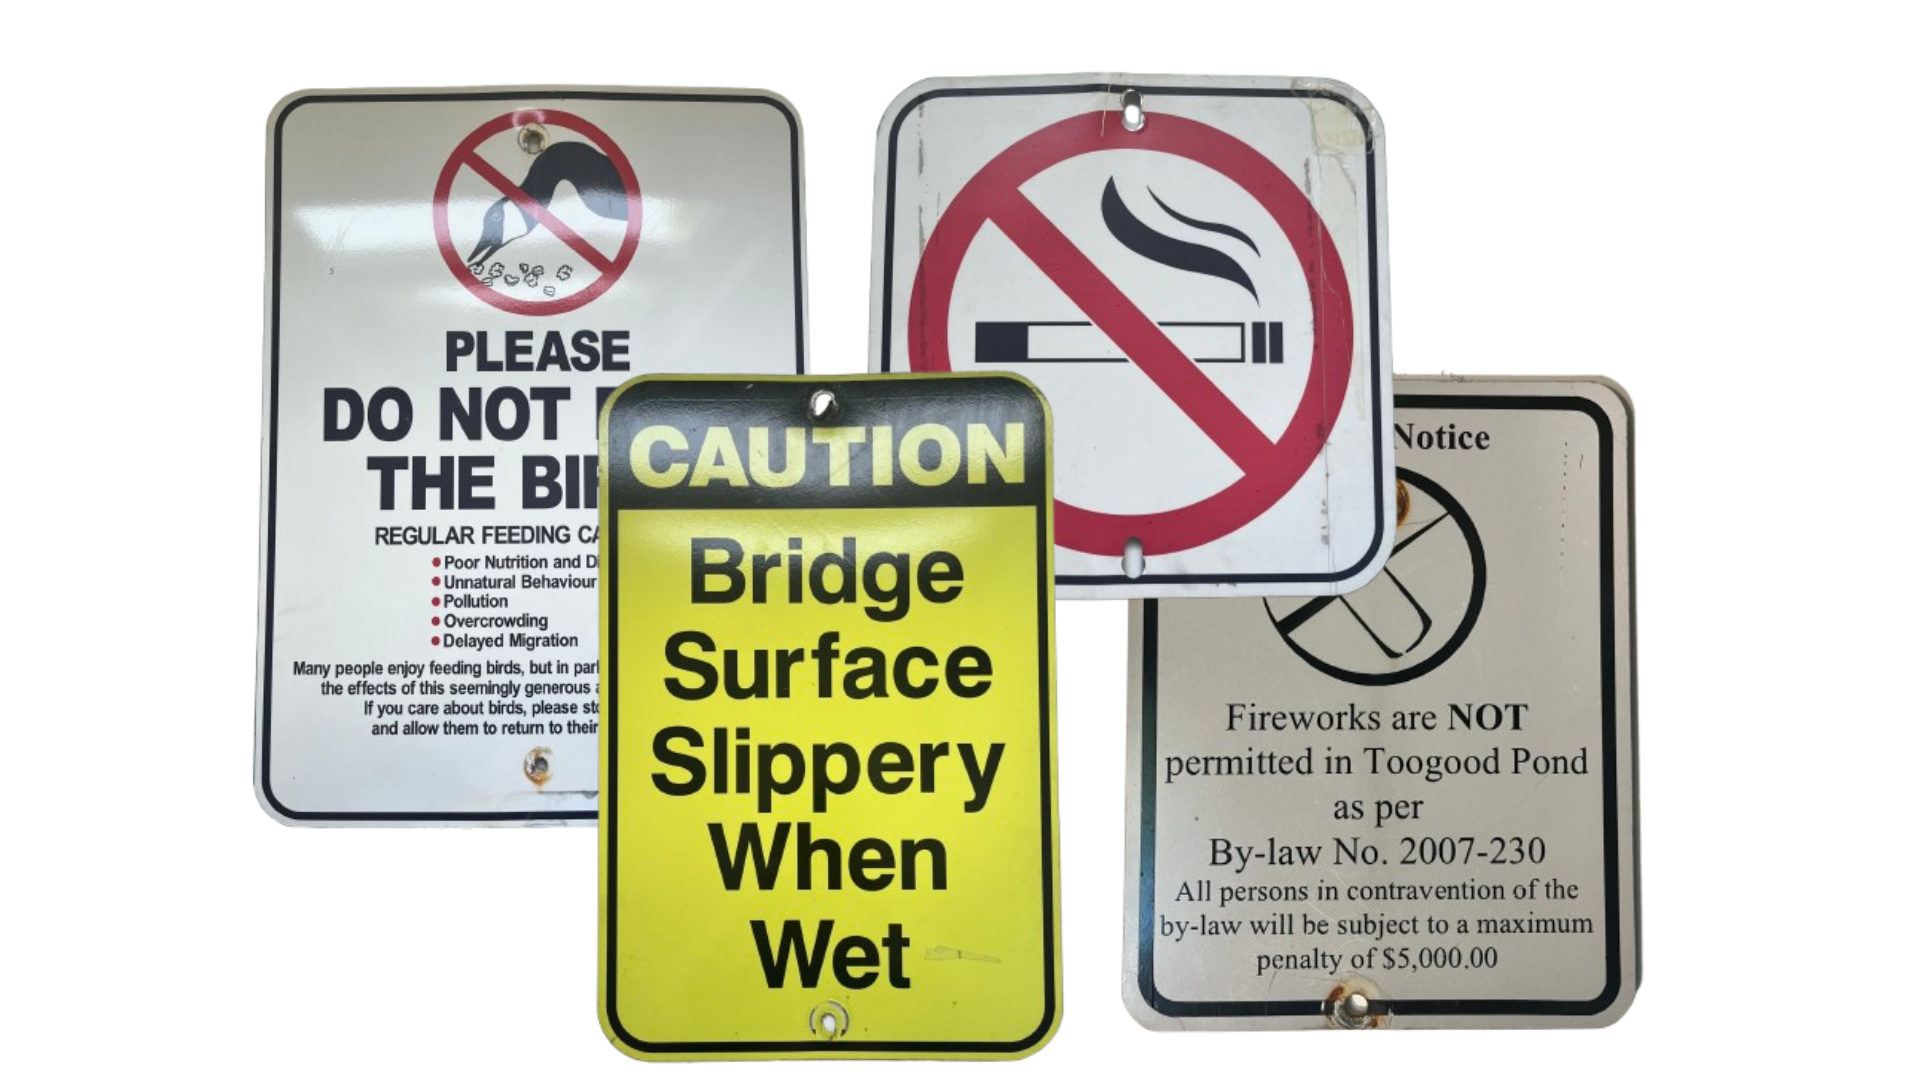 PLEASE
DO NOT
THE
REGULAR FEEDING
Poor Nutrition and
Unnatural Behaviour
Pollution
Overcrowding
Delayed Migration
Many people enjoy feeding birds, but in
the effects of this seemingly generous
If you care about birds, please
and allow them to return to their
CAUTION
Bridge
Surface
Slippery
When
Wet
Notice
Fireworks are NOT
permitted in Toogood Pond
as per
By-law No. 2007-230
All persons in contravention of the
by-law will be subject to a maximum
penalty of $5,000.00